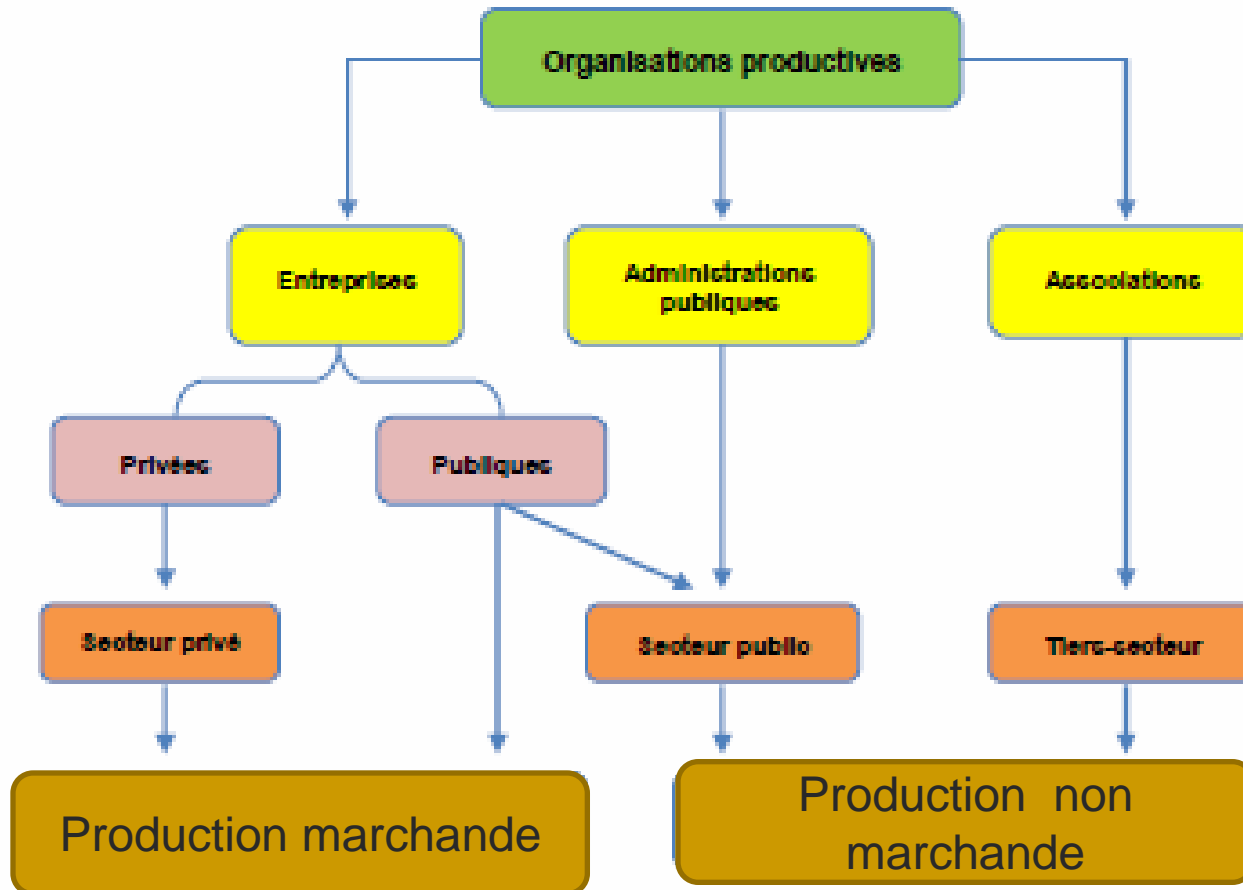 Organisations productives
Entreprises
Administrations
publiques
Associations
Privées
Publiques
Secteur privé
Secteur public
Tiers-secteur
Production marchande
Production non
marchande